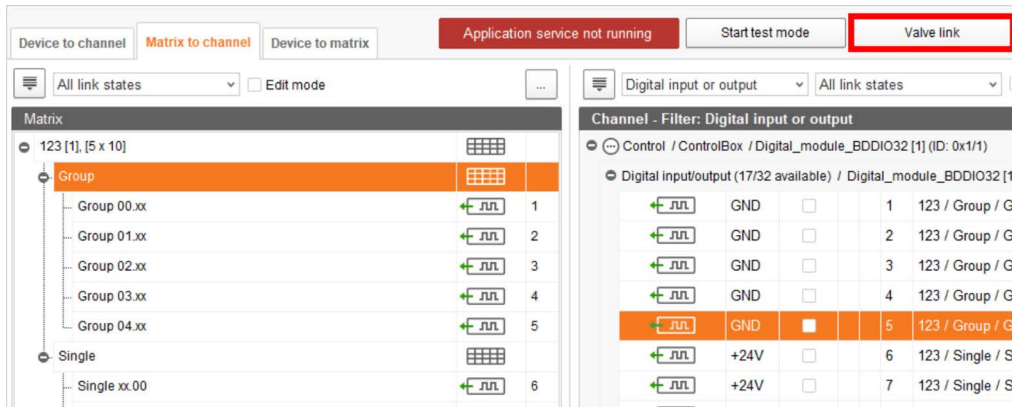 Device to channel Matrix to channel Device to matrix Application service not running Start test mode Valve link
All link states Edit mode ... Digital input or output All link states
Matrix
Channel - Filter: Digital input or output
123 [1], [5 x 10]
Control / ControlBox / Digital_module_BDDIO32 [1] (ID: 0x1/1)
Group
Digital input/output (17/32 available) / Digital_module_BDDIO32 [1
Group 00.xx 1
GND 1 123 / Group / G
Group 01.xx 2
GND 2 123 / Group / G
Group 02.xx 3
GND 3 123 / Group / G
Group 03.xx 4
GND 4 123 / Group / G
Group 04.xx 5
GND 5 123 / Group / G
Single
+24V 6 123 / Single / S
Single xx.00 6
+24V 7 123 / Single / S